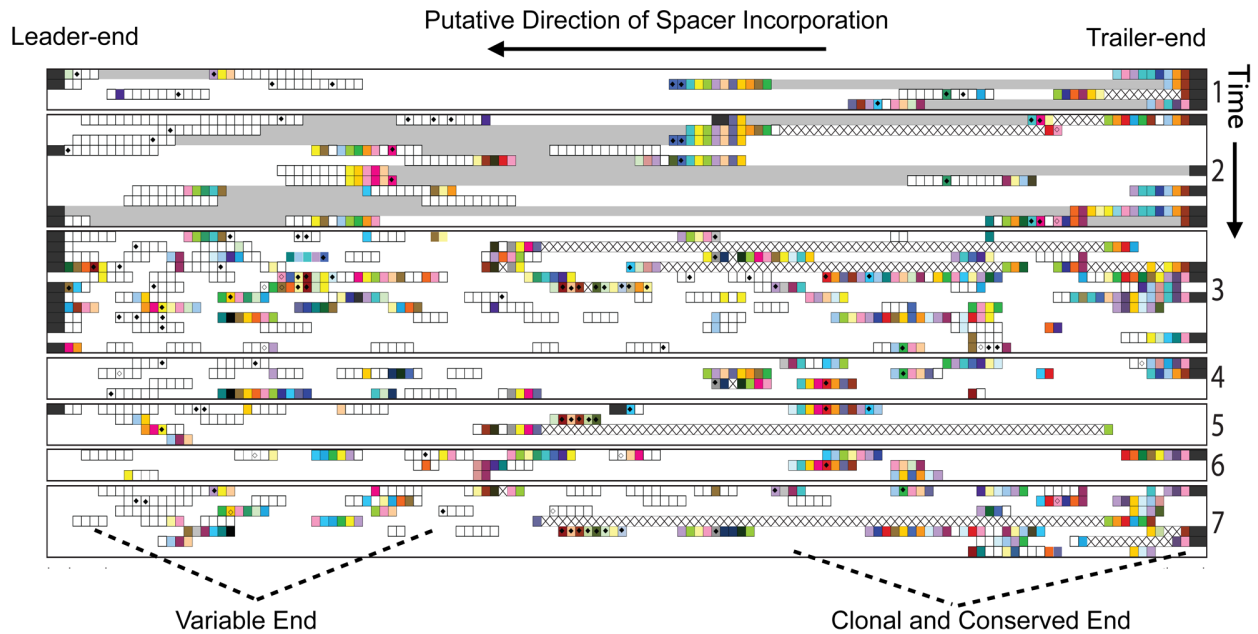 Putative Direction of Spacer Incorporation
Leader-end
Trailer-end
Time
1
2
3
4
5
6
7
Variable End
Clonal and Conserved End